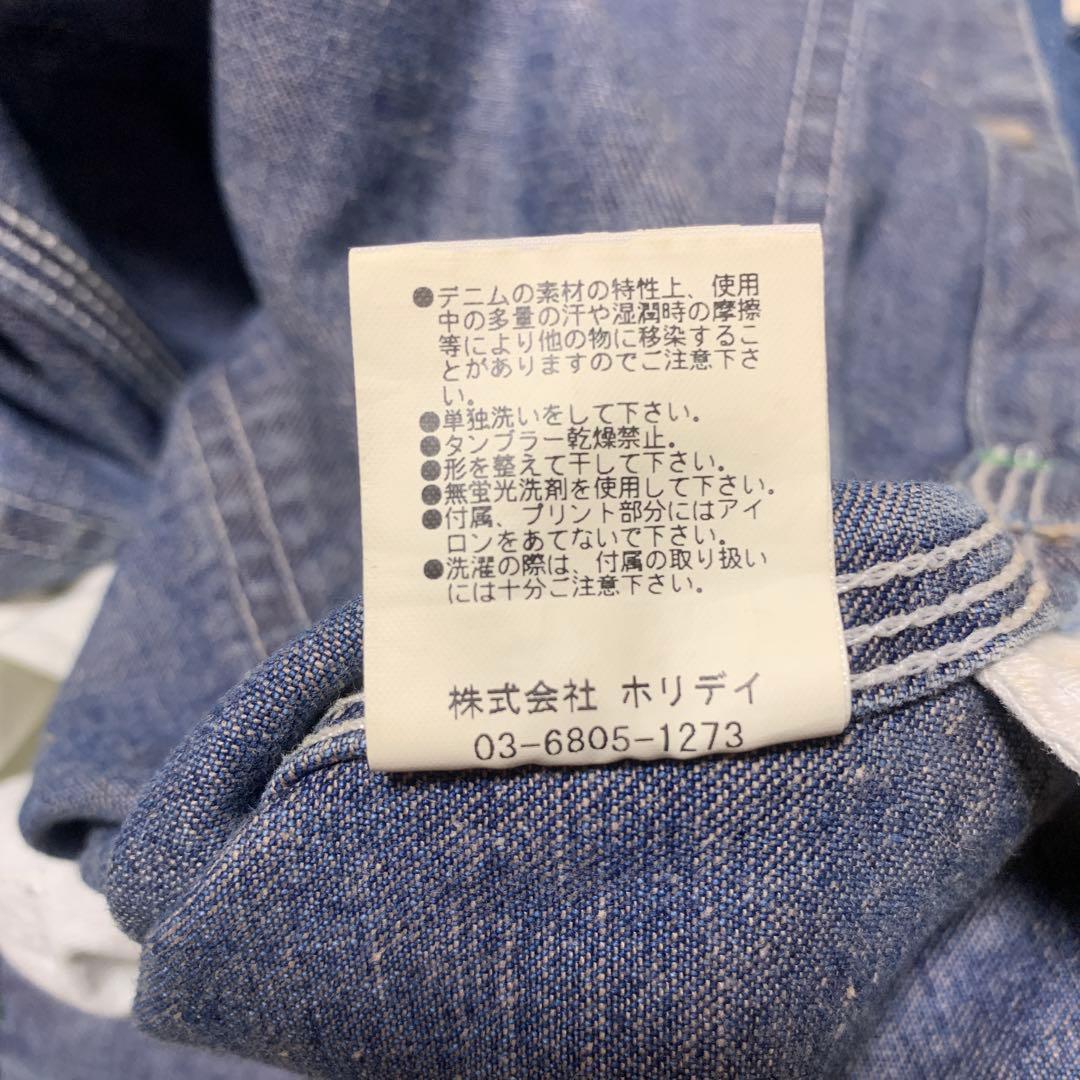 ●デニムの素材の特性上、使用
中の多量の汗や湿潤時の摩擦
等により他の物に移染するこ
とがありますのでご注意下さ
い。
●単独洗いをして下さい。
●タンブラー乾燥禁止。
●形を整えて干して下さい。
●無蛍光洗剤を使用して下さい。
●付属、プリント部分にはアイ
ロンをあてないで下さい。
●洗濯の際は、付属の取り扱い
には十分ご注意下さい。
株式会社 ホリデイ
03-6805-1273